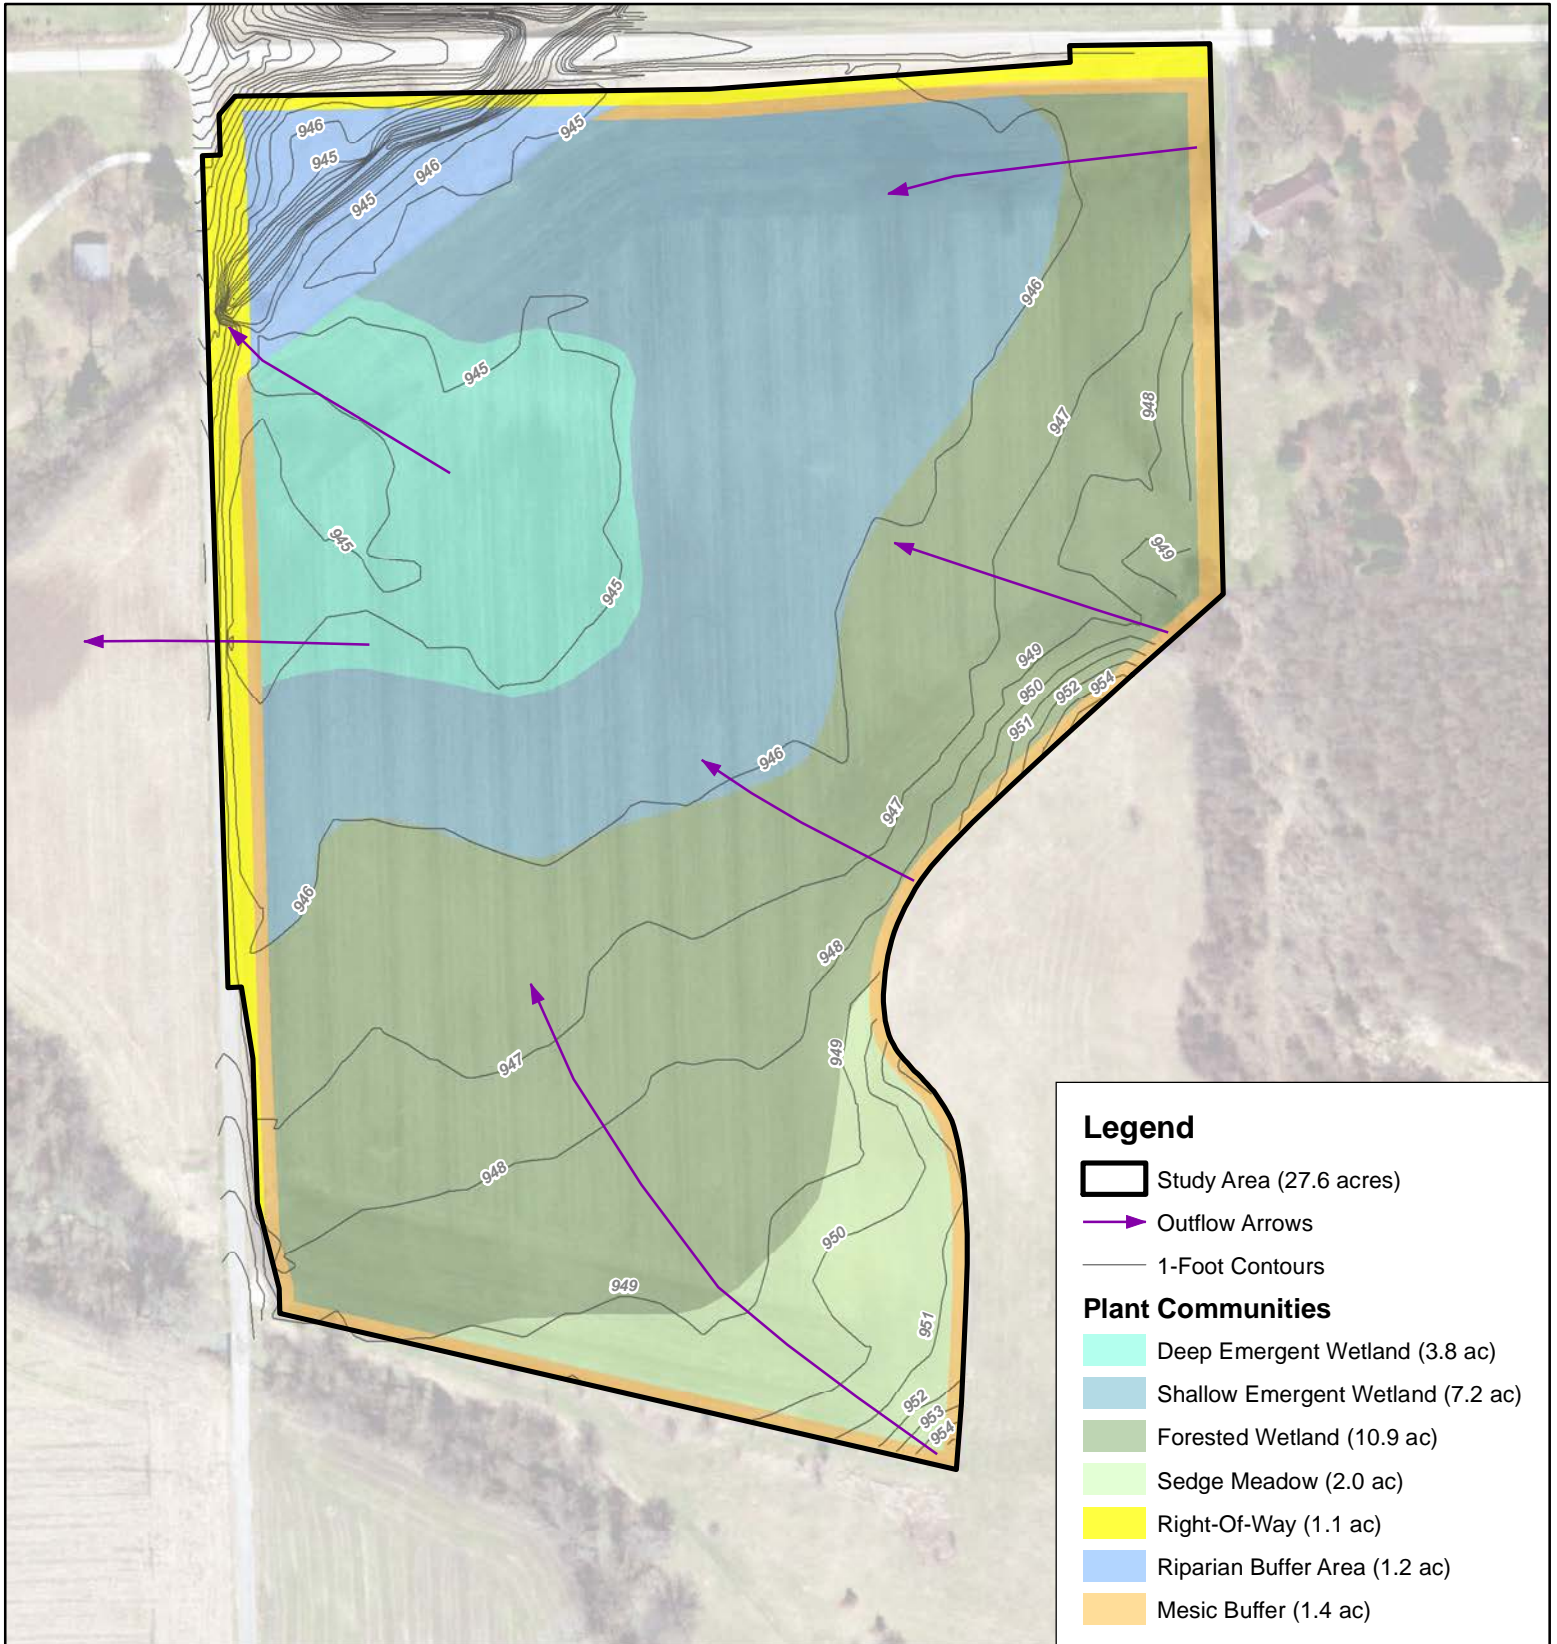 946
945
945
946
945
946
945
947
948
945
949
945
949
950
952
954
951
946
947
946
948
949
947
948
950
949
951
952
953
954
Legend
Study Area (27.6 acres)
Outflow Arrows
1-Foot Contours
Plant Communities
Deep Emergent Wetland (3.8 ac)
Shallow Emergent Wetland (7.2 ac)
Forested Wetland (10.9 ac)
Sedge Meadow (2.0 ac)
Right-Of-Way (1.1 ac)
Riparian Buffer Area (1.2 ac)
Mesic Buffer (1.4 ac)